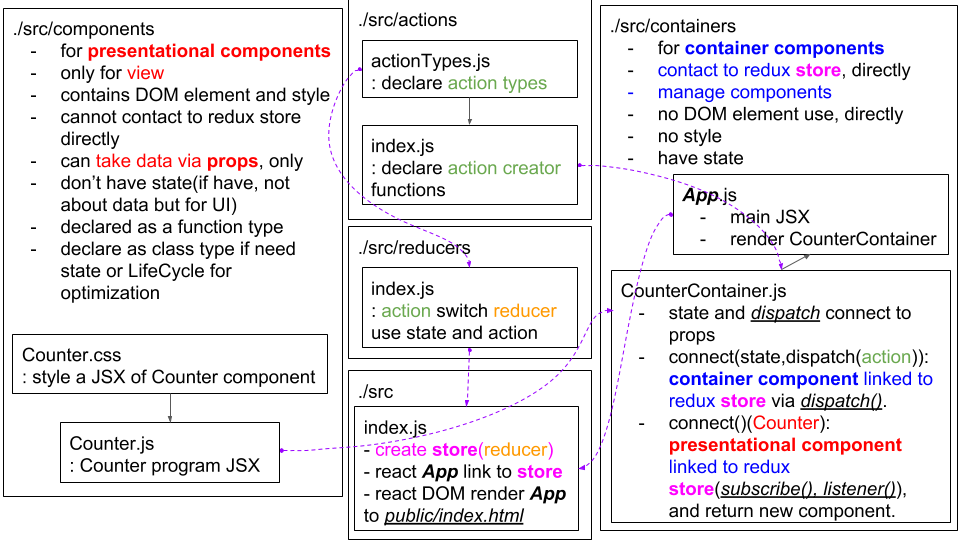 ./src/components
- for presentational components
- only for view
- contains DOM element and style
- cannot contact to redux store
directly
- can take data via props, only
- don't have state(if have, not
about data but for UI)
- declared as a function type
- declare as class type if need
state or LifeCycle for
optimization
Counter.css
: style a JSX of Counter component
Counter.js
: Counter program JSX
./src/actions
actionTypes.js
: declare action types
index.js
: declare action creator
functions
./src/reducers
index.js
: action switch reducer
use state and action
./src
index.js
- create store(reducer)
- react App link to store
- react DOM render App
to public/index.html
./src/containers
- for container components
- contact to redux store, directly
- manage components
- no DOM element use, directly
- no style
- have state
App.js
- main JSX
- render CounterContainer
CounterContainer.js
- state and dispatch connect to
props
- connect(state,dispatch(action)):
container component linked to
redux store via dispatch().
- connect()(Counter):
presentational component
linked to redux
store(subscribe(), listener()),
and return new component.